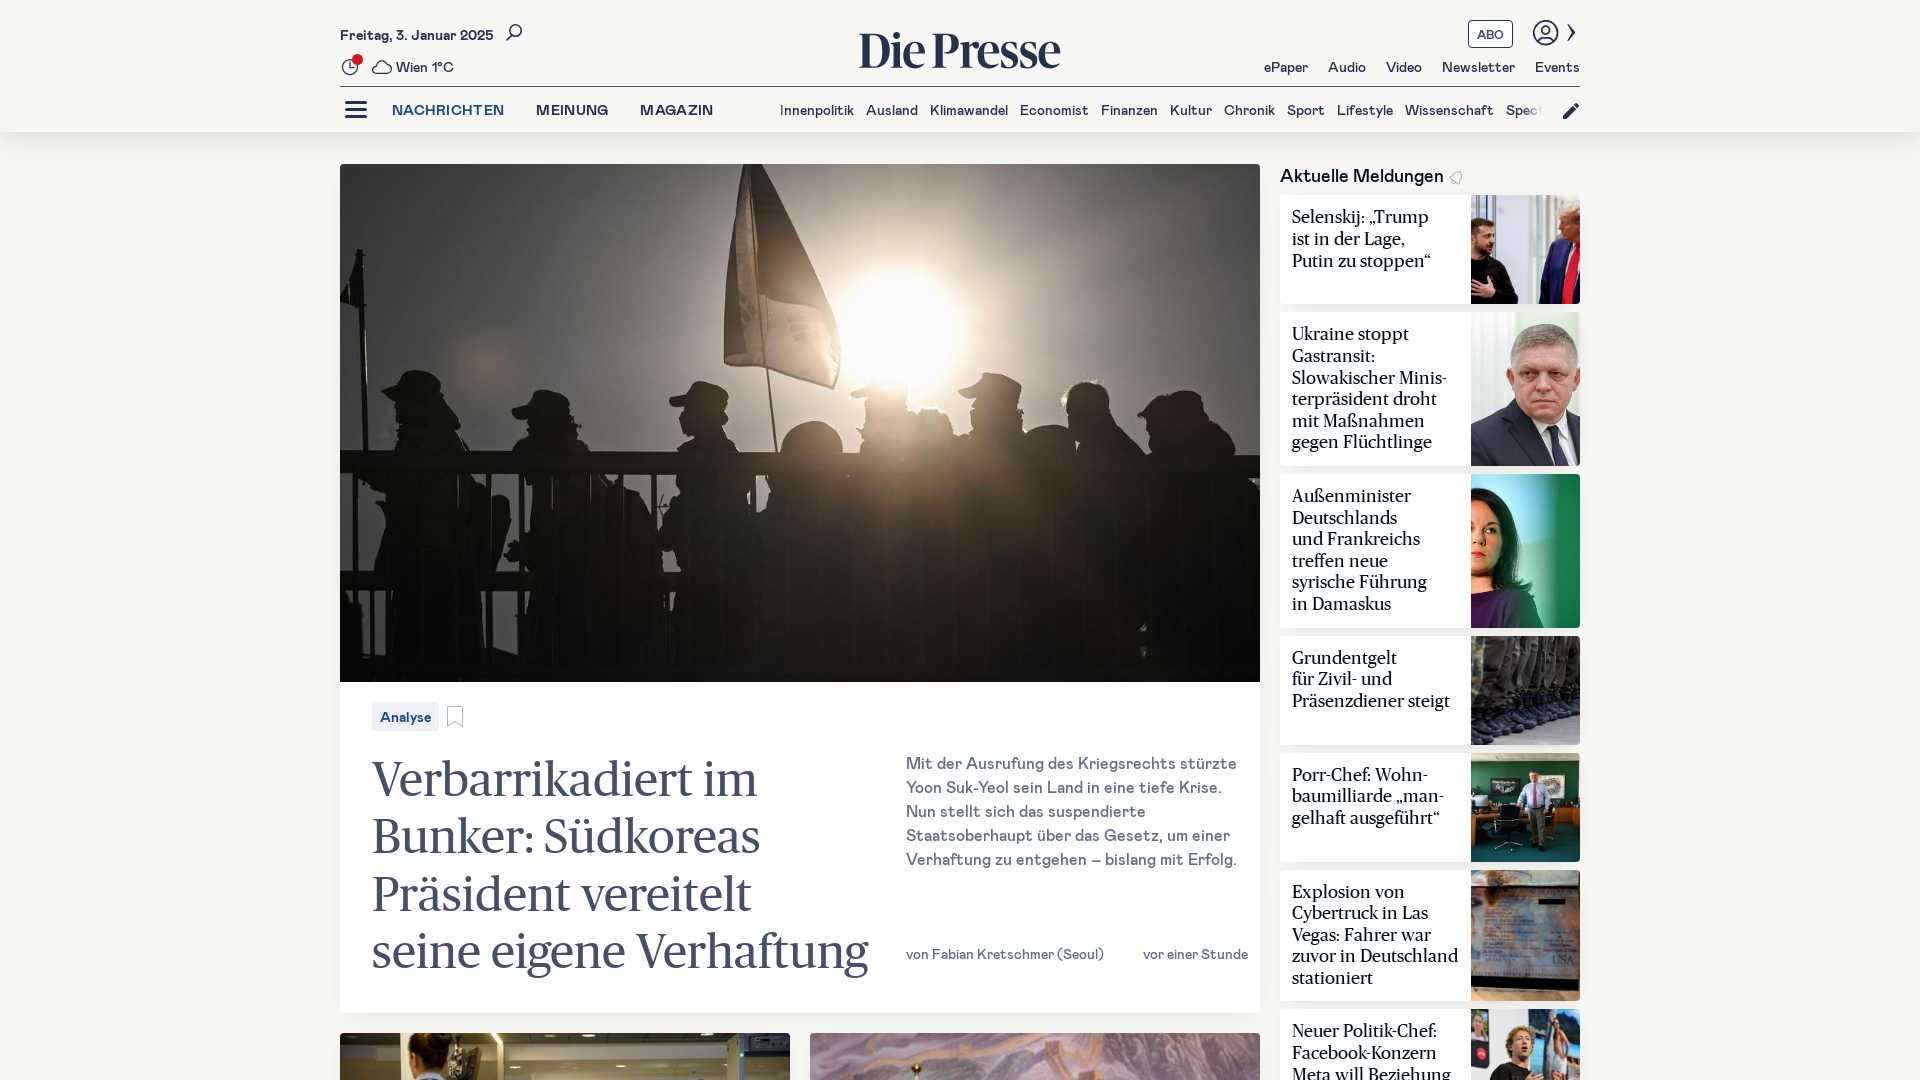 Freitag, 3. Januar 2025
Wien 1°C
Die Presse
ABO
ePaper Audio Video Newsletter Events
NACHRICHTEN MEINUNG MAGAZIN
Innenpolitik Ausland Klimawandel Economist Finanzen Kultur Chronik Sport Lifestyle Wissenschaft Spect
Analyse
Verbarrikadiert im
Bunker: Südkoreas
Präsident vereitelt
seine eigene Verhaftung
Mit der Ausrufung des Kriegsrechts stürzte
Yoon Suk-Yeol sein Land in eine tiefe Krise.
Nun stellt sich das suspendierte
Staatsoberhaupt über das Gesetz, um einer
Verhaftung zu entgehen – bislang mit Erfolg.
von Fabian Kretschmer (Seoul) vor einer Stunde
Aktuelle Meldungen
Selenskij: „Trump
ist in der Lage,
Putin zu stoppen“
Ukraine stoppt
Gastransit:
Slowakischer Minis-
terpräsident droht
mit Maßnahmen
gegen Flüchtlinge
Außenminister
Deutschlands
und Frankreichs
treffen neue
syrische Führung
in Damaskus
Grundentgelt
für Zivil- und
Präsenzdiener steigt
Porr-Chef: Wohn-
baumilliarde „man-
gelhaft ausgeführt“
Explosion von
Cybertruck in Las
Vegas: Fahrer war
zuvor in Deutschland
stationiert
USA
Neuer Politik-Chef:
Facebook-Konzern
Meta will Beziehung